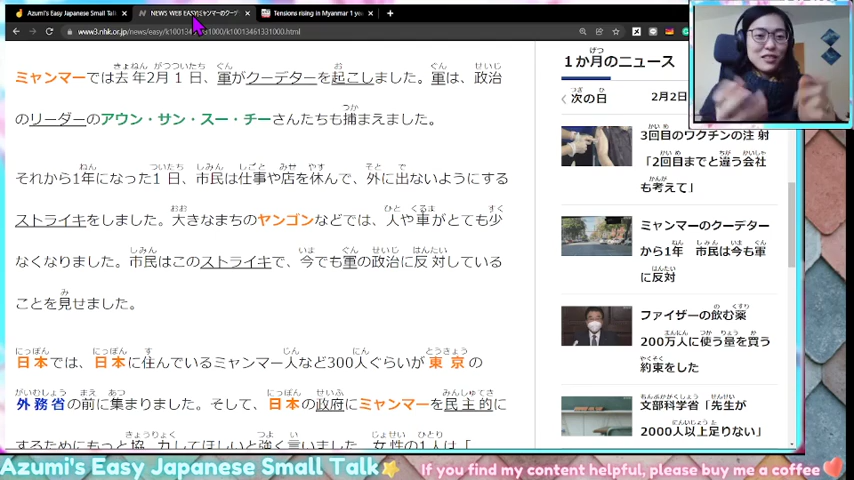 Azumi's Easy Japanese Small Tal
NEWS WEB EASY|ミャンマーのクーデ
Tensions rising in Myanmar 1 ye
www3.nhk.or.jp/news/easy/k10013461331000/k10013461331000.html
ミャンマーでは去年2月1日、軍がクーデターを起こしました。軍は、政治
のリーダーのアウン・サン・スー・チーさんたちも捕まえました。
それから1年になった1日、市民は仕事や店を休んで、外に出ないようにする
ストライキをしました。大きなまちのヤンゴンなどでは、人や車がとても少
なくなりました。市民はこのストライキで、今でも軍の政治に反対している
ことを見せました。
日本では、日本に住んでいるミャンマー人など300人ぐらいが東京の
外務省の前に集まりました。そして、日本の政府にミャンマーを民主的に
するためにもっと協力してほしいと強く言いました。女性の1人は「
1か月のニュース
次の日
2月2日
3回目のワクチンの注射
「2回目までと違う会社
も考えて」
ミャンマーのクーデター
から1年 市民は今も軍
に反対
ファイザーの飲む薬
200万人に使う量を買う
約束をした
文部科学省「先生が
2000人以上足りない」
Azumi's Easy Japanese Small Talk
If you find my content helpful, please buy me a coffee